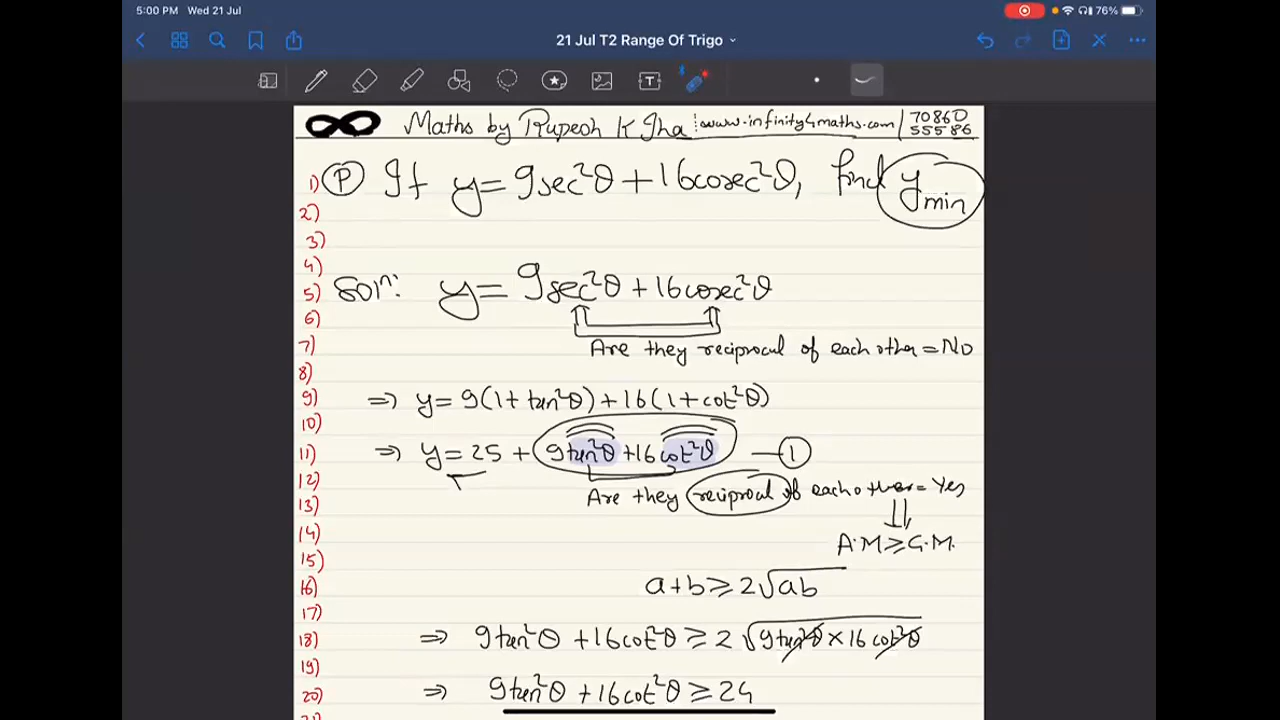 5:00 PM Wed 21 Jul
76%
21 Jul T2 Range Of Trigo
Maths by Rupesh K Jha www.infinity4maths.com 70860 55586
1) P If y = 9sec²θ + 16cosec²θ, find y min
2)
3)
4)
5) Solⁿ: y = 9sec²θ + 16cosec²θ
6)
7) Are they reciprocal of each other = No
8)
9) ⇒ y = 9(1 + tan²θ) + 16(1 + cot²θ)
10)
11) ⇒ y = 25 + 9tan²θ + 16cot²θ — 1
12)
13) Are they reciprocal of each other = Yes
14)
15) A.M ≥ G.M.
16) a + b ≥ 2√ab
17)
18) ⇒ 9tan²θ + 16cot²θ ≥ 2√9tan²θ × 16cot²θ
19)
20) ⇒ 9tan²θ + 16cot²θ ≥ 24